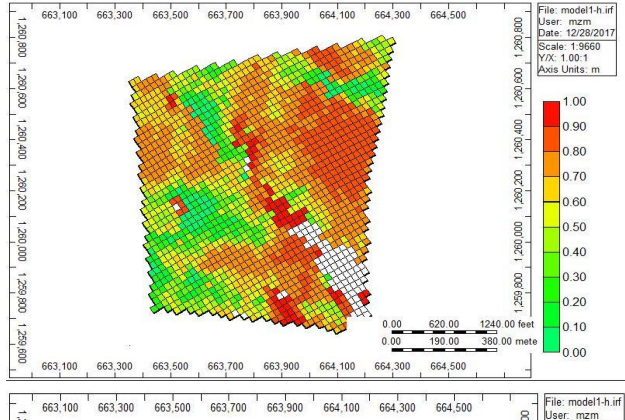 663,100 663,300 663,500 663,700 663,900 664,100 664,300 664,500
File: model1-h.irf
User: mzm
Date: 12/28/2017
Scale: 1:9660
Y/X: 1.00:1
Axis Units: m
1,260,800
1,260,600
1,260,400
1,260,200
1,260,000
1,259,800
1,259,600
1,260,800
1,260,600
1,260,400
1,260,200
1,260,000
1,259,800
1.00
0.90
0.80
0.70
0.60
0.50
0.40
0.30
0.20
0.10
0.00
0.00 620.00 1240.00 feet
0.00 190.00 380.00 mete
663,100 663,300 663,500 663,700 663,900 664,100 664,300 664,500
663,100 663,300 663,500 663,700 663,900 664,100 664,300 664,500
File: model1-h.irf
User: mzm